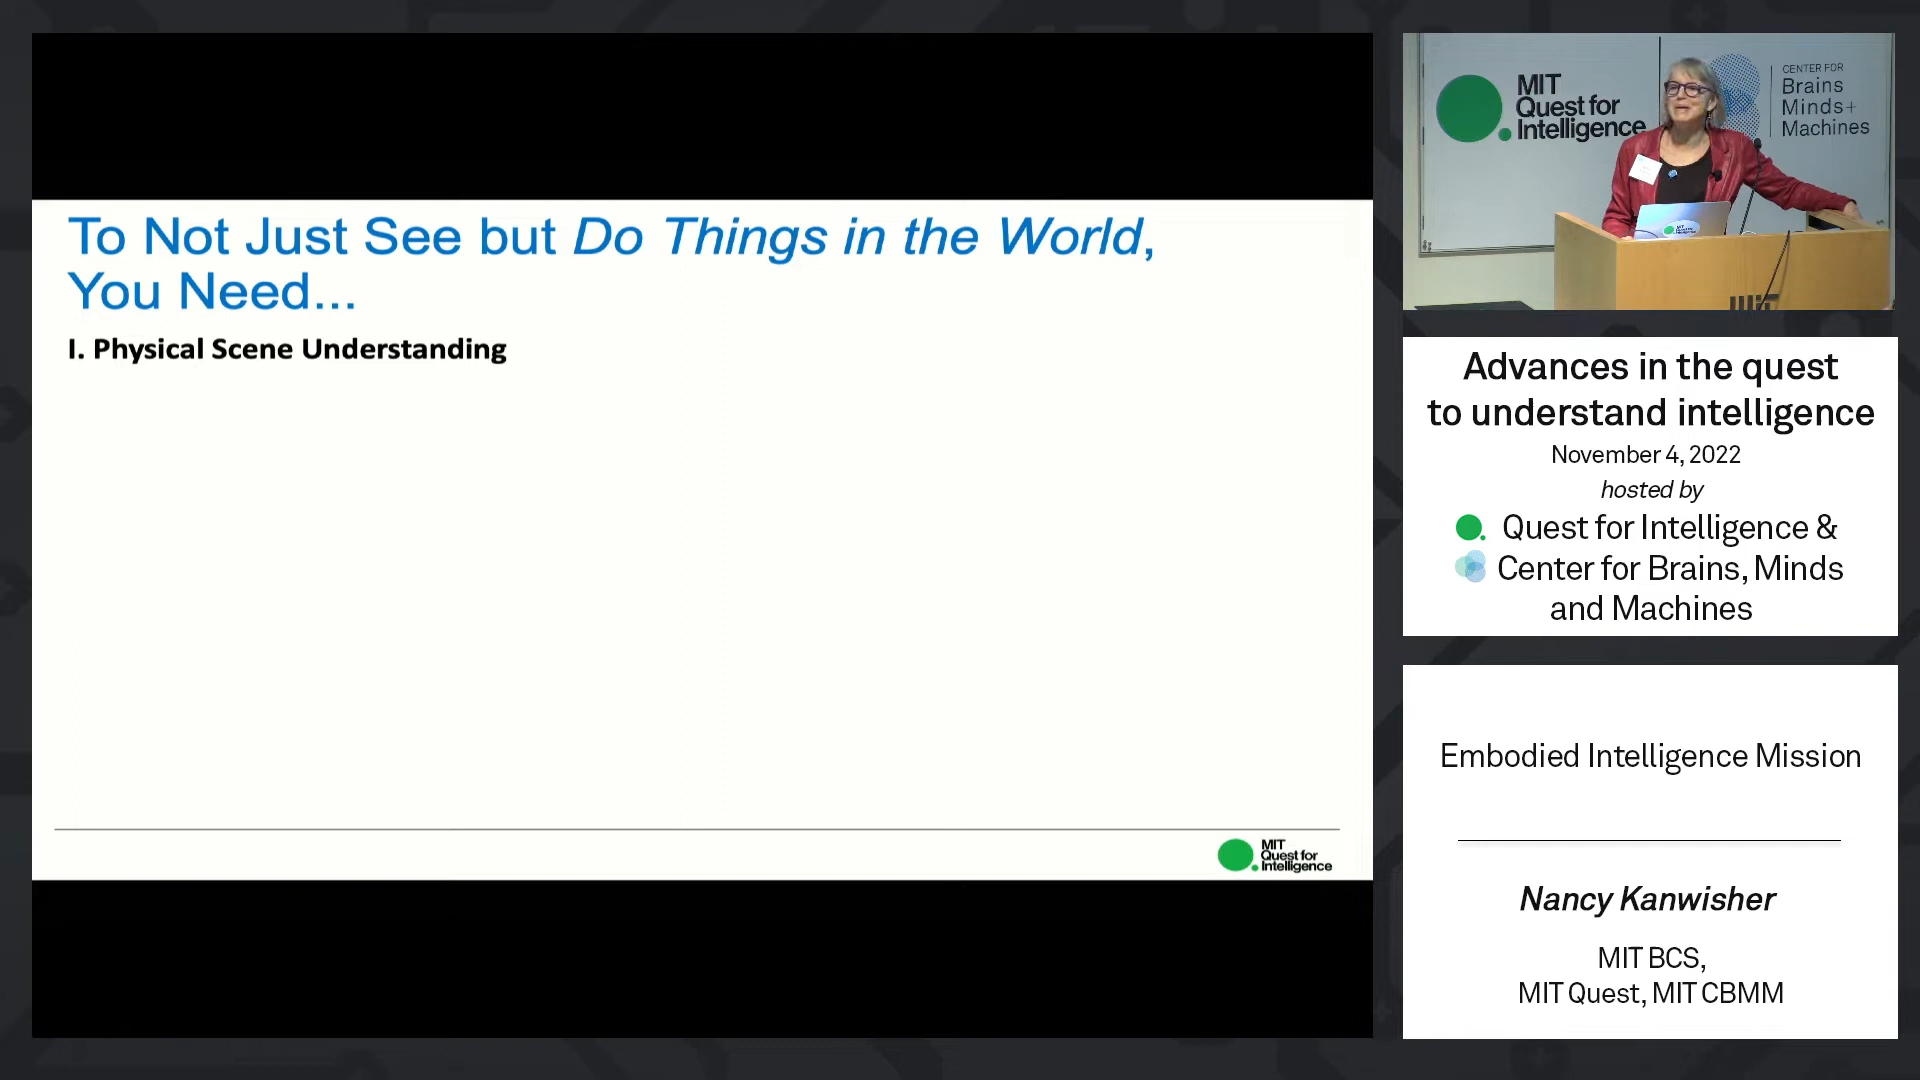 To Not Just See but Do Things in the World,
You Need...
I. Physical Scene Understanding
MIT
Quest for
Intelligence
MIT
Quest for
Intelligence
CENTER FOR
Brains
Minds+
Machines
MIT
Advances in the quest
to understand intelligence
November 4, 2022
hosted by
Quest for Intelligence &
Center for Brains, Minds
and Machines
Embodied Intelligence Mission
Nancy Kanwisher
MIT BCS,
MIT Quest, MIT CBMM